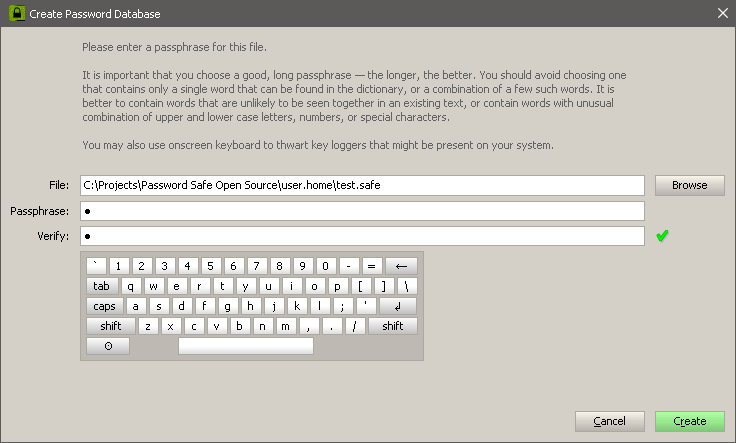 Create Password Database
Please enter a passphrase for this file.
It is important that you choose a good, long passphrase — the longer, the better. You should avoid choosing one
that contains only a single word that can be found in the dictionary, or a combination of a few such words. It is
better to contain words that are unlikely to be seen together in an existing text, or contain words with unusual
combination of upper and lower case letters, numbers, or special characters.
You may also use onscreen keyboard to thwart key loggers that might be present on your system.
File: C:\Projects\Password Safe Open Source\user.home\test.safe Browse
Passphrase: ●
Verify: ●
` 1 2 3 4 5 6 7 8 9 0 - = ←
tab q w e r t y u i o p [ ] \
caps a s d f g h j k l ; ' ↲
shift z x c v b n m , . / shift
Cancel Create